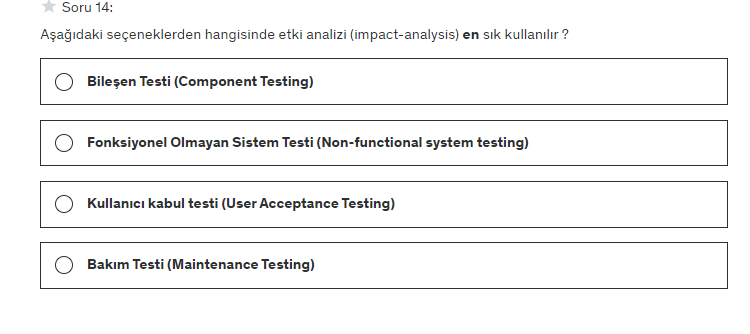 Soru 14:
Aşağıdaki seçeneklerden hangisinde etki analizi (impact-analysis) en sık kullanılır ?
Bileşen Testi (Component Testing)
Fonksiyonel Olmayan Sistem Testi (Non-functional system testing)
Kullanıcı kabul testi (User Acceptance Testing)
Bakım Testi (Maintenance Testing)